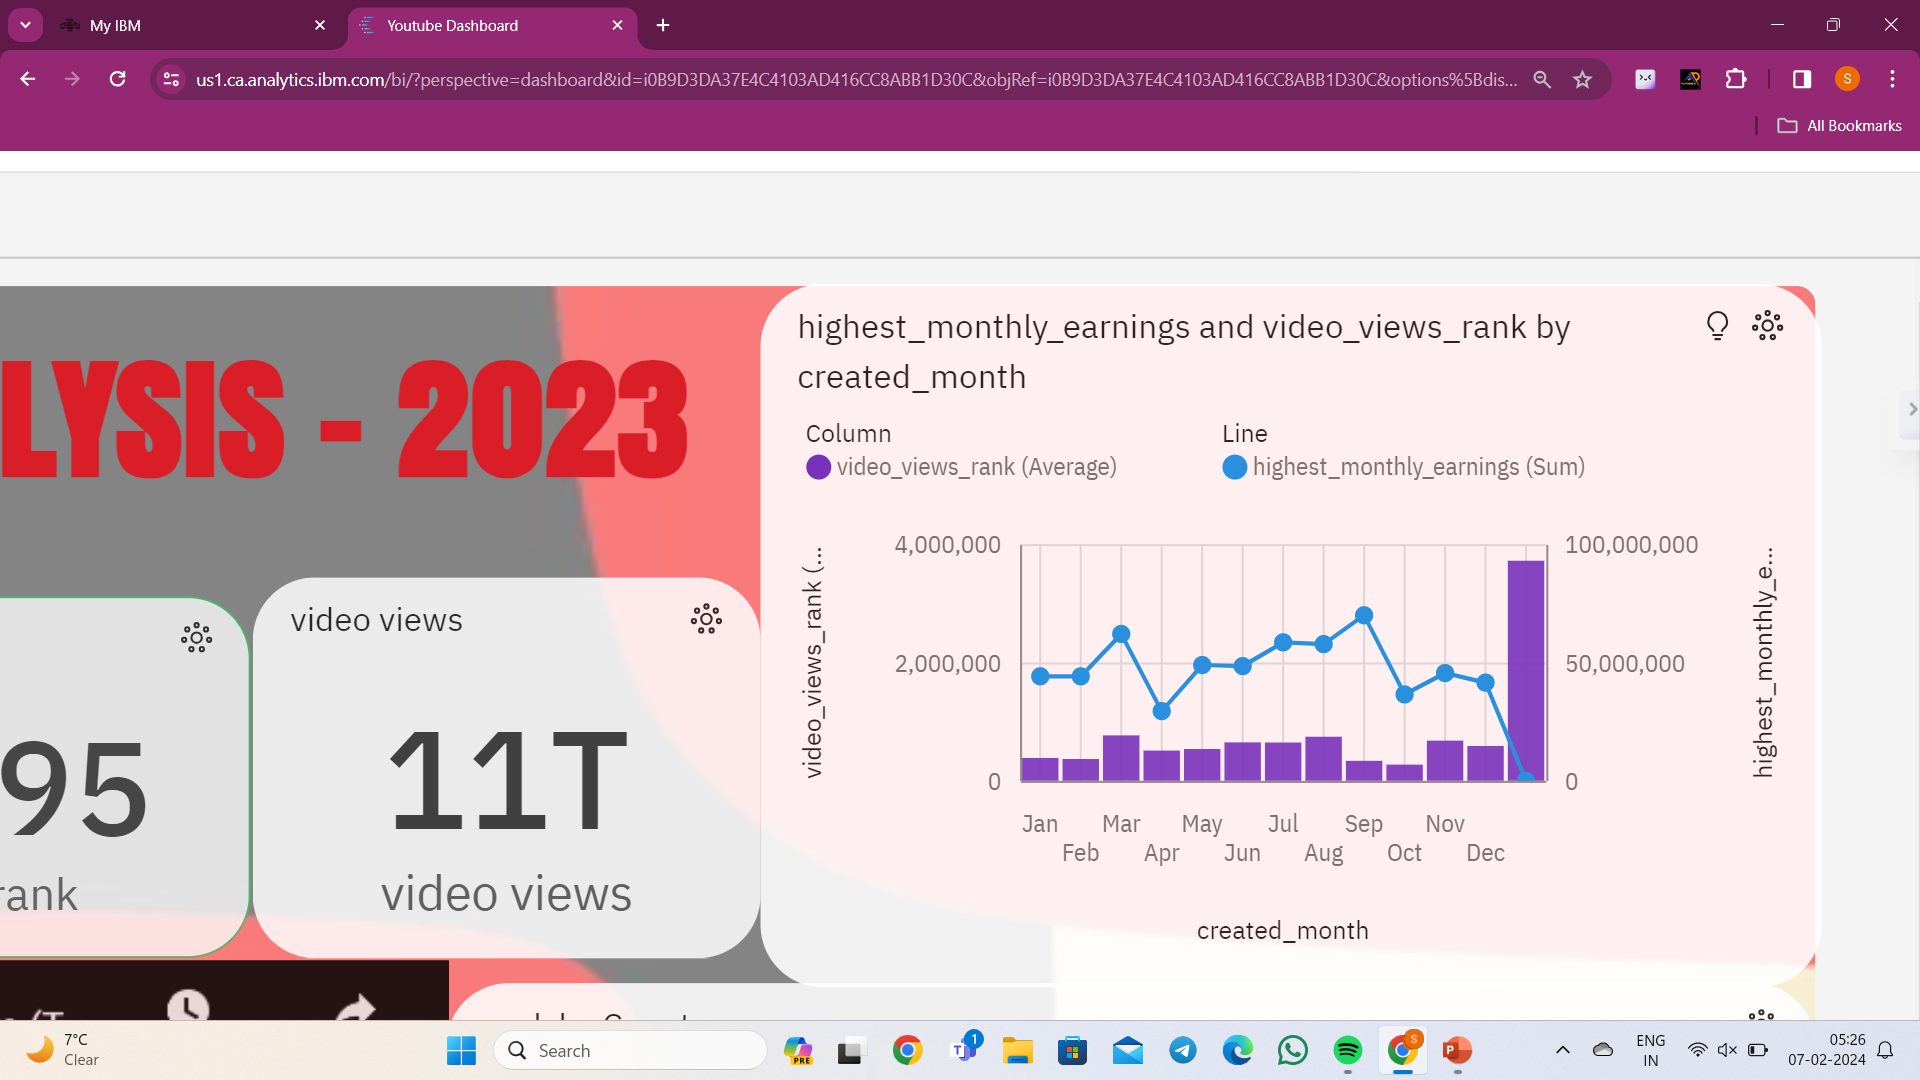 My IBM
Youtube Dashboard
us1.ca.analytics.ibm.com/bi/?perspective=dashboard&id=i0B9D3DA37E4C4103AD416CC8ABB1D30C&objRef=i0B9D3DA37E4C4103AD416CC8ABB1D30C&options%5Bdis...
S
All Bookmarks
LYSIS - 2023
highest_monthly_earnings and video_views_rank by
created_month
Column
Line
video_views_rank (Average)
highest_monthly_earnings (Sum)
video_views_rank (...
4,000,000
2,000,000
0
100,000,000
50,000,000
0
highest_monthly_e...
Jan Mar May Jul Sep Nov
Feb Apr Jun Aug Oct Dec
created_month
95
rank
video views
11T
video views
7°C
Clear
Search
PRE
1
S
ENG
IN
05:26
07-02-2024